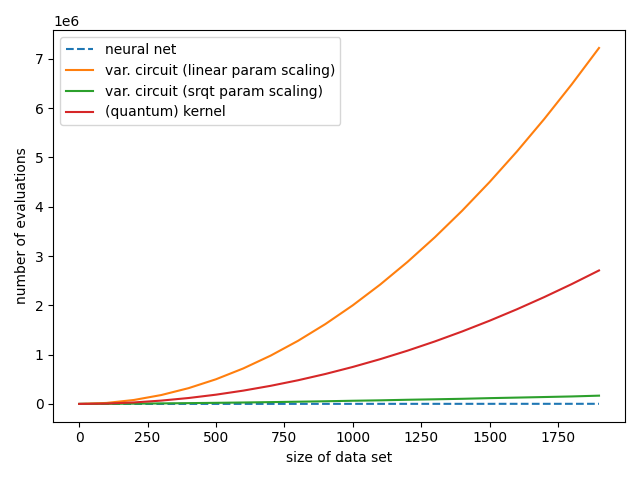 1e6
neural net
var. circuit (linear param scaling)
var. circuit (srqt param scaling)
(quantum) kernel
7
6
5
4
3
2
1
0
number of evaluations
0 250 500 750 1000 1250 1500 1750
size of data set